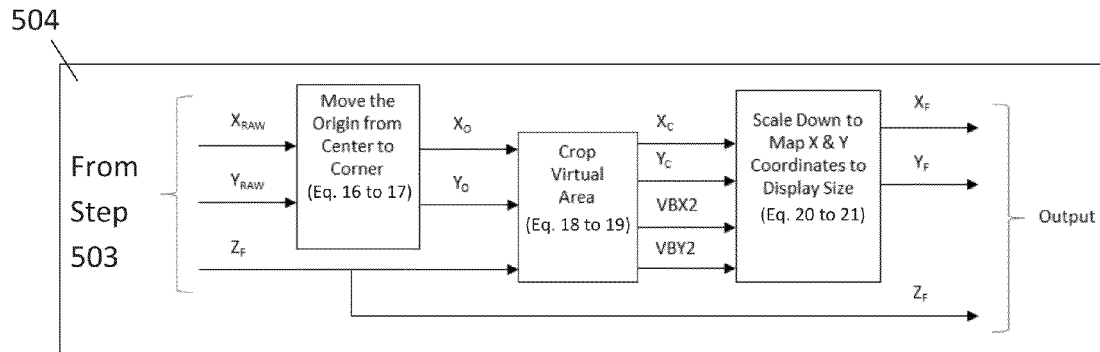 504
From
Step
503
X_RAW
Y_RAW
Z_F
Move the
Origin from
Center to
Corner
(Eq. 16 to 17)
X_O
Y_O
Crop
Virtual
Area
(Eq. 18 to 19)
X_C
Y_C
VBX2
VBY2
Scale Down to
Map X & Y
Coordinates to
Display Size
(Eq. 20 to 21)
X_F
Y_F
Z_F
Output